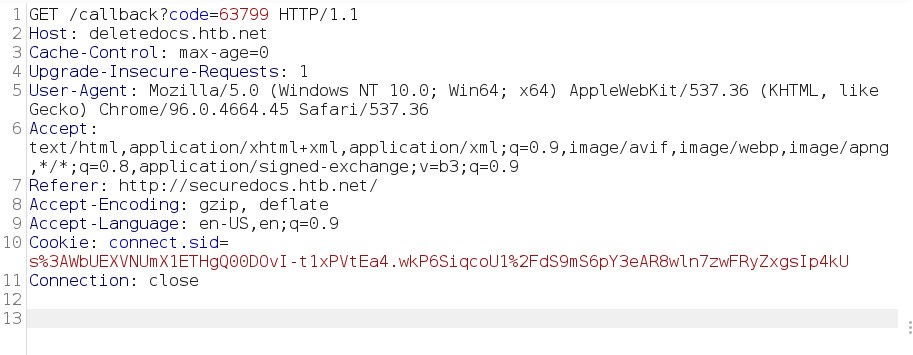 1 GET /callback?code=63799 HTTP/1.1
2 Host: deletedocs.htb.net
3 Cache-Control: max-age=0
4 Upgrade-Insecure-Requests: 1
5 User-Agent: Mozilla/5.0 (Windows NT 10.0; Win64; x64) AppleWebKit/537.36 (KHTML, like
Gecko) Chrome/96.0.4664.45 Safari/537.36
6 Accept:
text/html,application/xhtml+xml,application/xml;q=0.9,image/avif,image/webp,image/apng
,*/*;q=0.8,application/signed-exchange;v=b3;q=0.9
7 Referer: http://securedocs.htb.net/
8 Accept-Encoding: gzip, deflate
9 Accept-Language: en-US,en;q=0.9
10 Cookie: connect.sid=
s%3AWbUEXVNUmX1ETHgQ00DOvI-t1xPVtEa4.wkP6SiqcoU1%2FdS9mS6pY3eAR8wln7zwFRyZxgsIp4kU
11 Connection: close
12
13